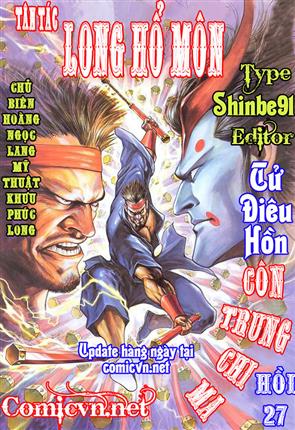 TÂN TÁC
LONG HỔ MÔN
CHỦ
BIÊN
HOÀNG
NGỌC
LANG
MỸ
THUẬT
KHƯU
PHÚC
LONG
Type
Shinbe91
Editor
Tử
Điêu
Hồn
CÔN
TRUNG
CHI
MA
HỒI
27
Update hàng ngày tại
comicvn.net
Comicvn.net